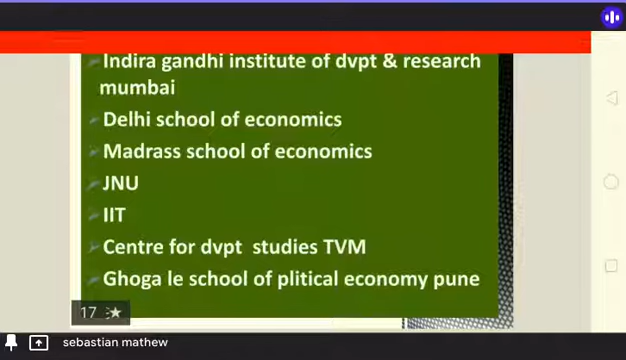 Indira gandhi institute of dvpt & research
mumbai
Delhi school of economics
Madrass school of economics
JNU
IIT
Centre for dvpt studies TVM
Ghoga le school of plitical economy pune
17
sebastian mathew